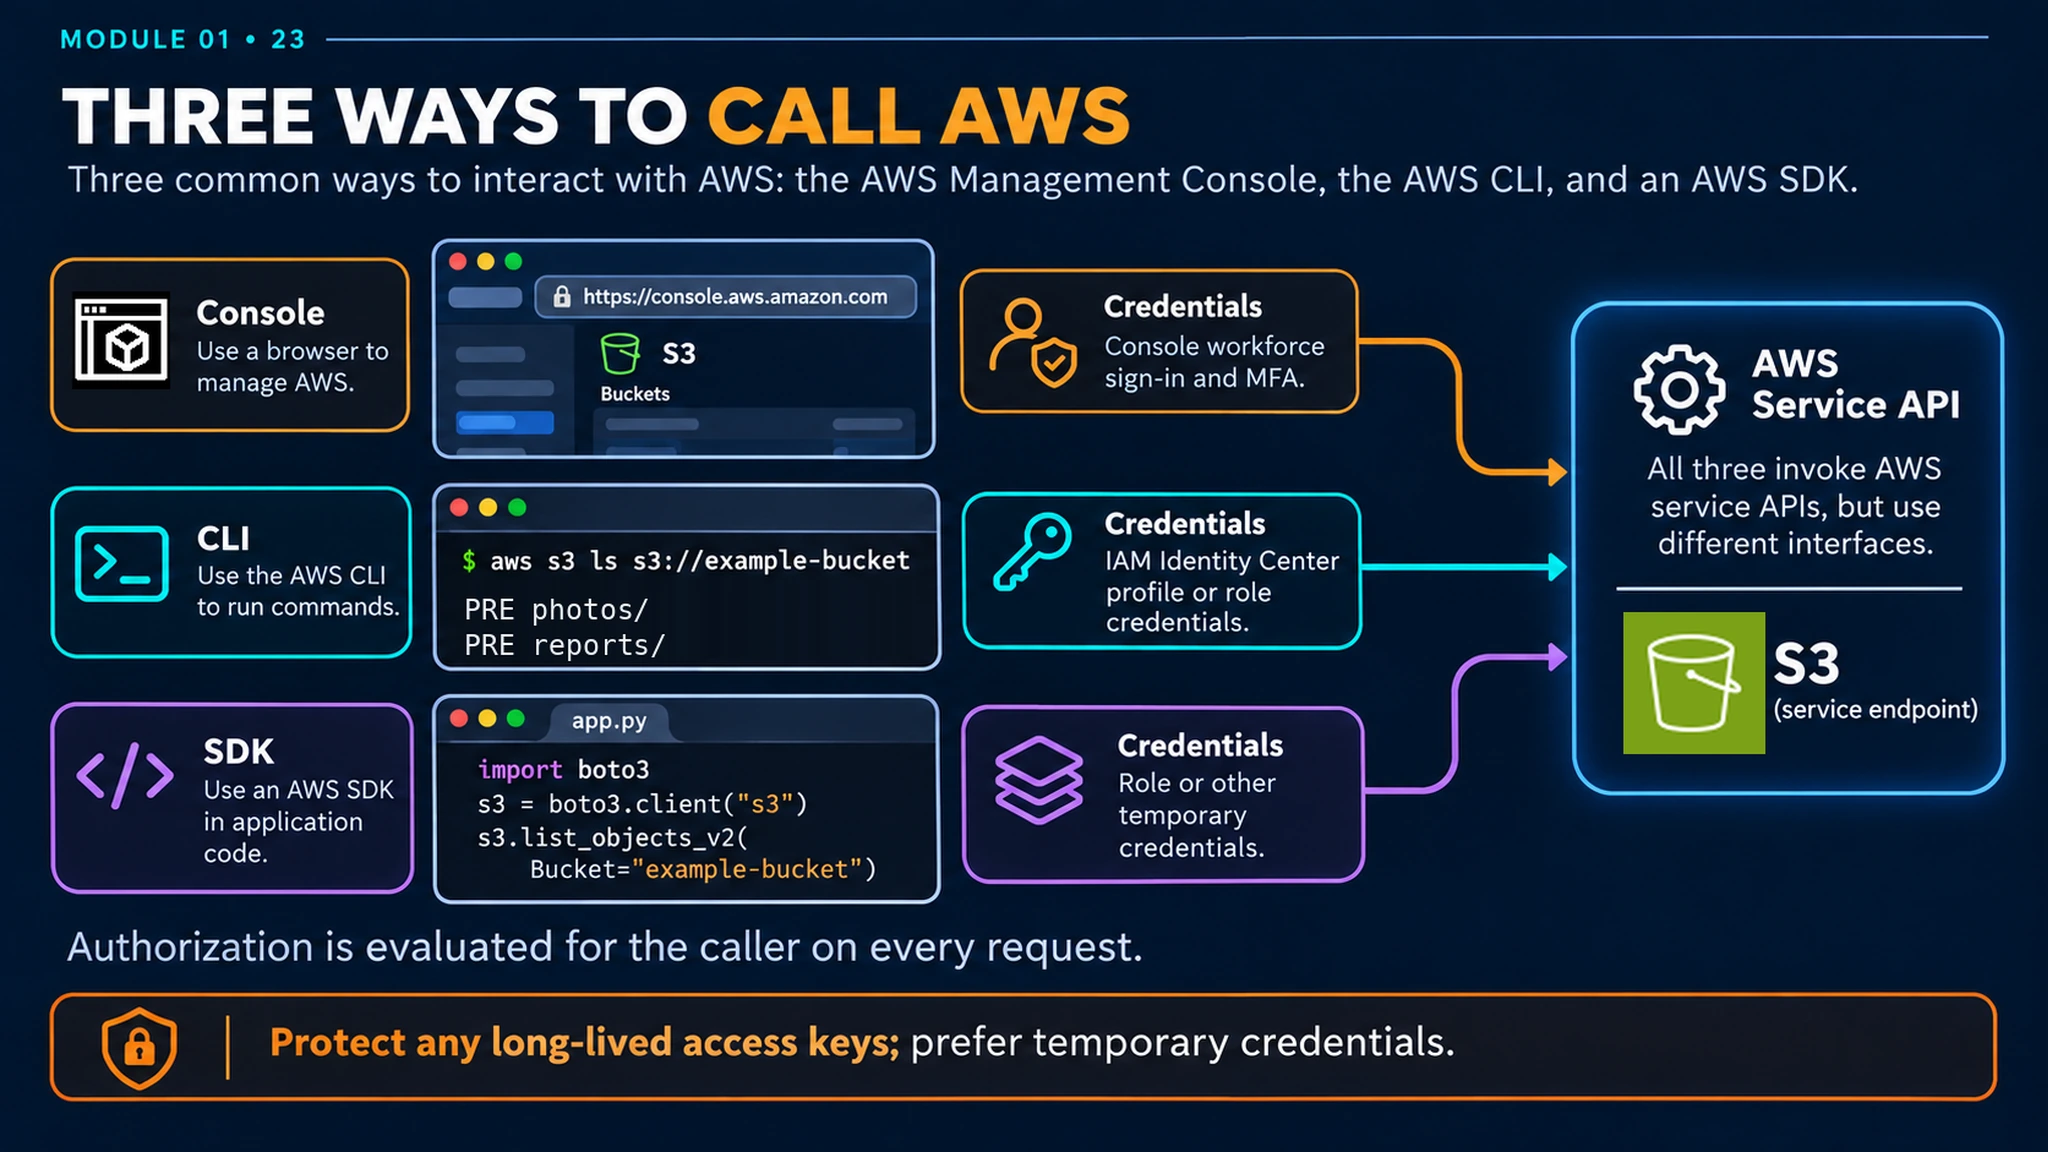 MODULE 01 • 23
THREE WAYS TO CALL AWS
Three common ways to interact with AWS: the AWS Management Console, the AWS CLI, and an AWS SDK.
Console
Use a browser to
manage AWS.
https://console.aws.amazon.com
S3
Buckets
Credentials
Console workforce
sign-in and MFA.
CLI
Use the AWS CLI
to run commands.
$ aws s3 ls s3://example-bucket
PRE photos/
PRE reports/
Credentials
IAM Identity Center
profile or role
credentials.
SDK
Use an AWS SDK
in application
code.
app.py
import boto3
s3 = boto3.client("s3")
s3.list_objects_v2(
Bucket="example-bucket")
Credentials
Role or other
temporary
credentials.
AWS
Service API
All three invoke AWS
service APIs, but use
different interfaces.
S3
(service endpoint)
Authorization is evaluated for the caller on every request.
Protect any long-lived access keys; prefer temporary credentials.